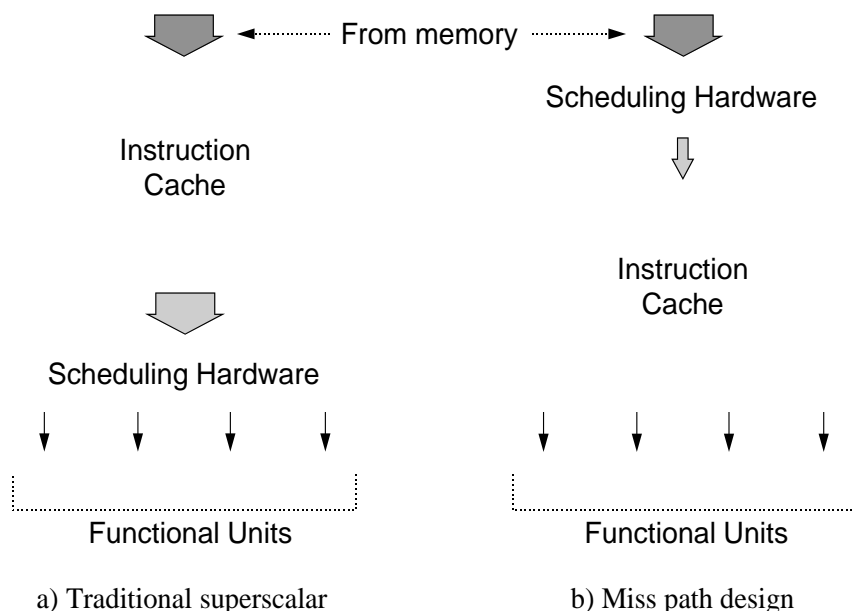 From memory
Scheduling Hardware
Instruction
Cache
Instruction
Cache
Scheduling Hardware
Functional Units
Functional Units
a) Traditional superscalar
b) Miss path design